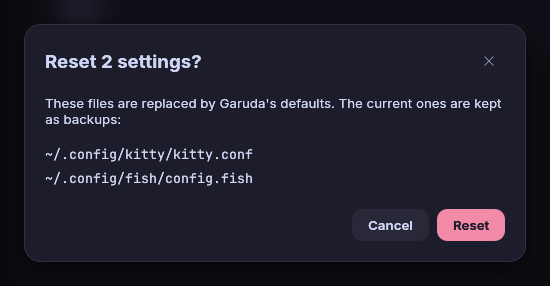 Reset 2 settings?
These files are replaced by Garuda's defaults. The current ones are kept
as backups:
~/.config/kitty/kitty.conf
~/.config/fish/config.fish
Cancel
Reset